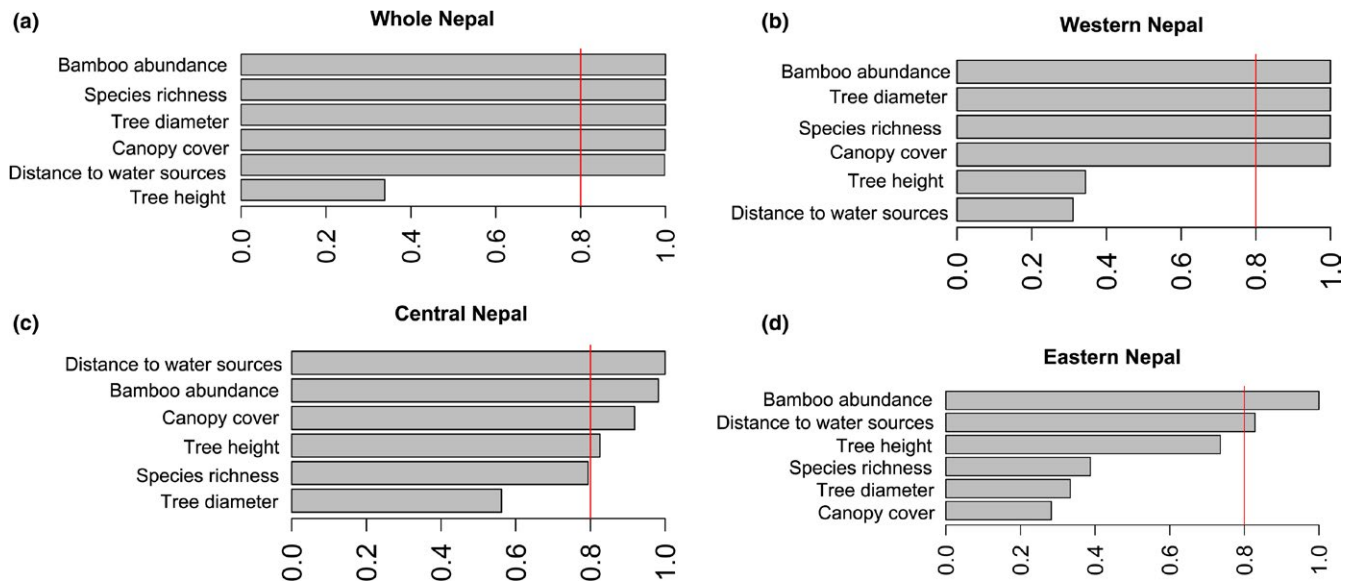 (a)
Whole Nepal
Bamboo abundance
Species richness
Tree diameter
Canopy cover
Distance to water sources
Tree height
0.0 0.2 0.4 0.6 0.8 1.0
(b)
Western Nepal
Bamboo abundance
Tree diameter
Species richness
Canopy cover
Tree height
Distance to water sources
0.0 0.2 0.4 0.6 0.8 1.0
(c)
Central Nepal
Distance to water sources
Bamboo abundance
Canopy cover
Tree height
Species richness
Tree diameter
0.0 0.2 0.4 0.6 0.8 1.0
(d)
Eastern Nepal
Bamboo abundance
Distance to water sources
Tree height
Species richness
Tree diameter
Canopy cover
0.0 0.2 0.4 0.6 0.8 1.0